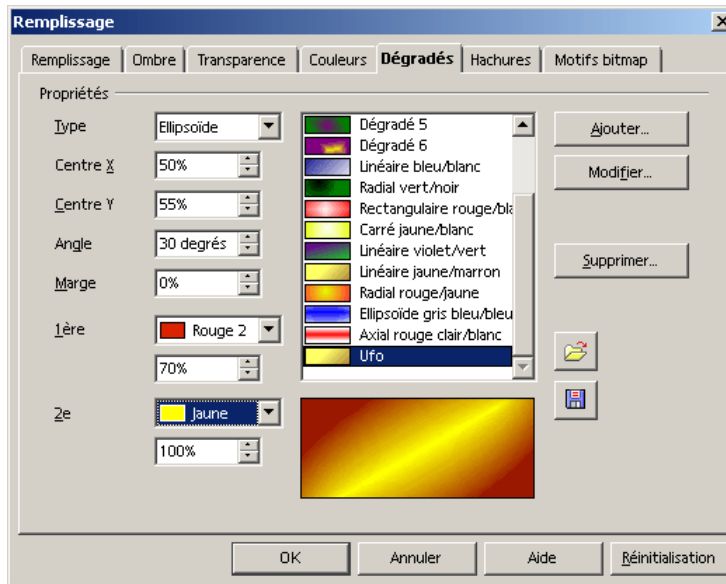 Remplissage
Remplissage Ombre Transparence Couleurs Dégradés Hachures Motifs bitmap
Propriétés
Type Ellipsoïde
Centre X 50%
Centre Y 55%
Angle 30 degrés
Marge 0%
1ère Rouge 2
70%
2e Jaune
100%
Dégradé 5
Dégradé 6
Linéaire bleu/blanc
Radial vert/noir
Rectangulaire rouge/bla
Carré jaune/blanc
Linéaire violet/vert
Linéaire jaune/marron
Radial rouge/jaune
Ellipsoïde gris bleu/bleu
Axial rouge clair/blanc
Ufo
Ajouter...
Modifier...
Supprimer...
OK Annuler Aide Réinitialisation